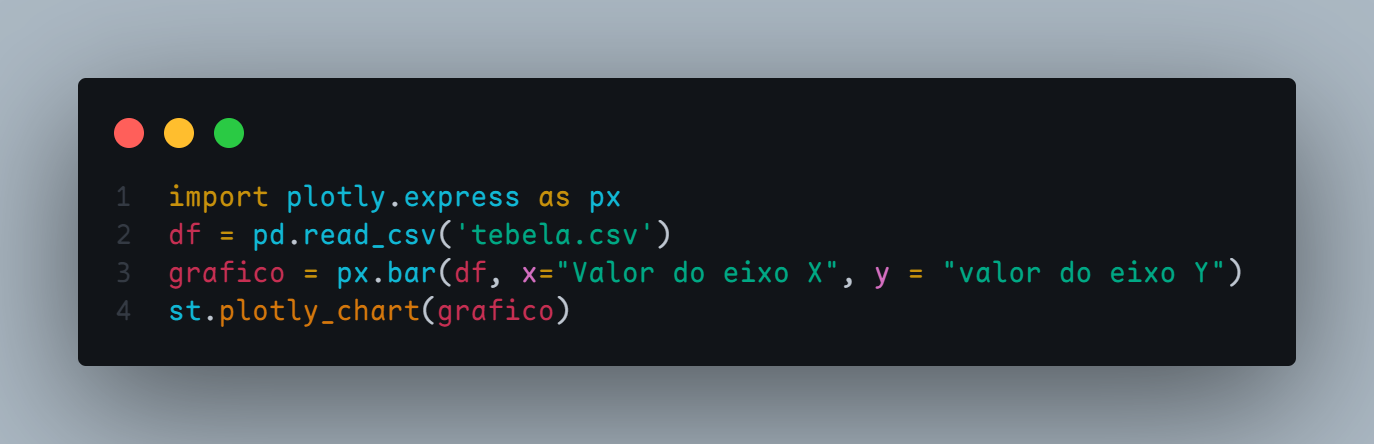 1 import plotly.express as px
2 df = pd.read_csv('tebela.csv')
3 grafico = px.bar(df, x="Valor do eixo X", y = "valor do eixo Y")
4 st.plotly_chart(grafico)